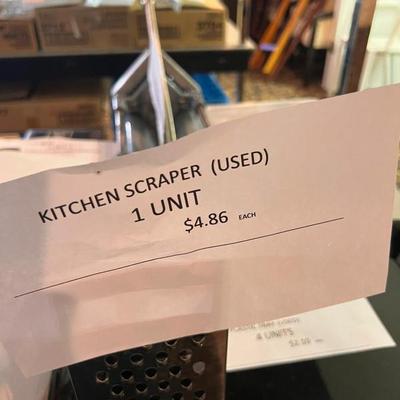 KITCHEN SCRAPER (USED)
1 UNIT
$4.86 EACH
4 UNITS